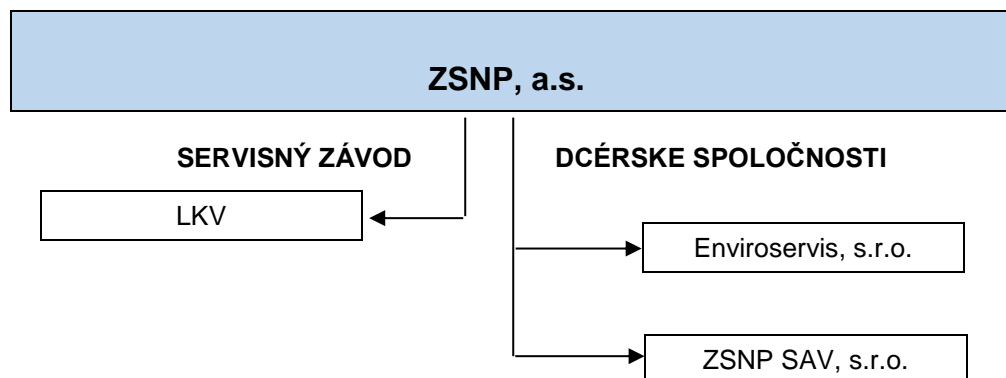 ZSNP, a.s.
SERVISNÝ ZÁVOD
DCÉRSKE SPOLOČNOSTI
LKV
Enviroservis, s.r.o.
ZSNP SAV, s.r.o.